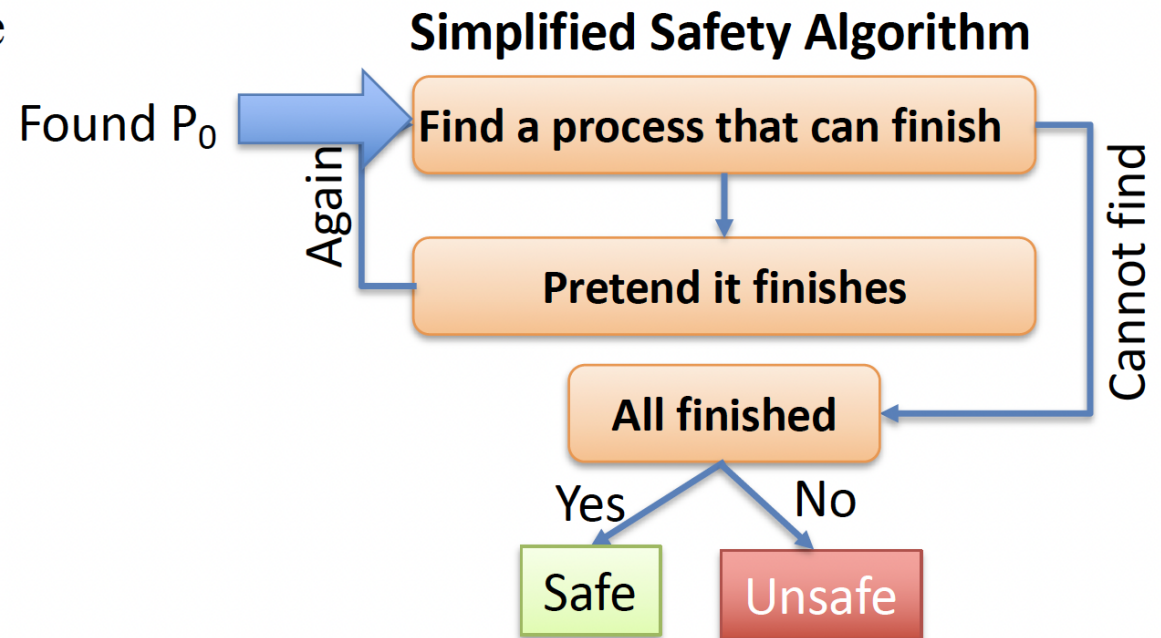 Simplified Safety Algorithm
Found P₀
Find a process that can finish
Again
Pretend it finishes
Cannot find
All finished
Yes
No
Safe
Unsafe